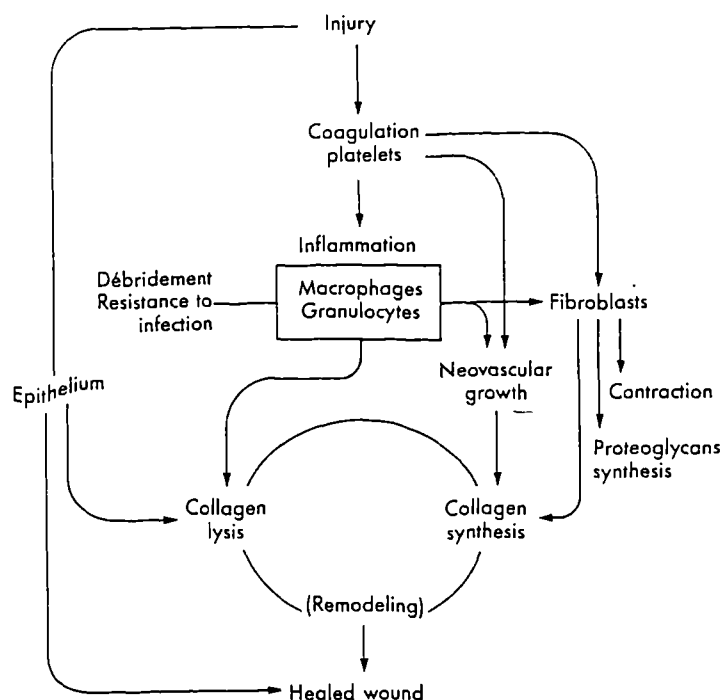 Injury
Coagulation
platelets
Inflammation
Débridement
Resistance to
infection
Macrophages
Granulocytes
Fibroblasts
Neovascular
growth
Epithelium
Contraction
Proteoglycans
synthesis
Collagen
lysis
Collagen
synthesis
(Remodeling)
Healed wound